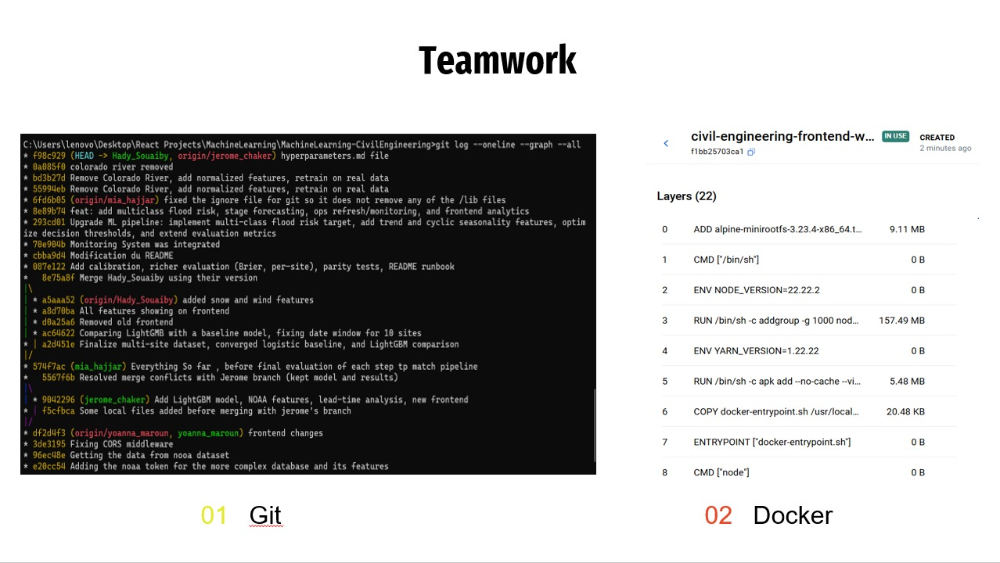 Teamwork
C:\Users\lenovo\Desktop\React Projects\MachineLearning\MachineLearning-CivilEngineering>git log --oneline --graph --all
* f98c929 (HEAD -> Hady_Souaiby, origin/jerome_chaker) hyperparameters.md file
* 0a085f0 colorado river removed
* bd3b27d Remove Colorado River, add normalized features, retrain on real data
* 55994eb Remove Colorado River, add normalized features, retrain on real data
* 6fd6b05 (origin/mia_hajjar) fixed the ignore file for git so it does not remove any of the /lib files
* 8e89b74 feat: add multiclass flood risk, stage forecasting, ops refresh/monitoring, and frontend analytics
* 293cd01 Upgrade ML pipeline: implement multi-class flood risk target, add trend and cyclic seasonality features, optim
ize decision thresholds, and extend evaluation metrics
* 70e904b Monitoring System was integrated
* cbba9d4 Modification du README
* 087e122 Add calibration, richer evaluation (Brier, per-site), parity tests, README runbook
*   8e75a8f Merge Hady_Souaiby using their version
|\
| * a5aaa52 (origin/Hady_Souaiby) added snow and wind features
| * a8d70ba All features showing on frontend
| * d0a25a6 Removed old frontend
| * ac64622 Comparing LightGMB with a baseline model, fixing date window for 10 sites
* | a2d451e Finalize multi-site dataset, converged logistic baseline, and LightGBM comparison
|/
* 574f7ac (mia_hajjar) Everything So far , before final evaluation of each step tp match pipeline
*   5567f6b Resolved merge conflicts with Jerome branch (kept model and results)
|\
| * 9042296 (jerome_chaker) Add LightGBM model, NOAA features, lead-time analysis, new frontend
* | f5cfbca Some local files added before merging with jerome's branch
|/
* df2d4f3 (origin/yoanna_maroun, yoanna_maroun) frontend changes
* 3de3195 Fixing CORS middleware
* 96ec48e Getting the data from nooa dataset
* e20cc54 Adding the noaa token for the more complex database and its features
01 Git
civil-engineering-frontend-w... IN USE CREATED
f1bb25703ca1 2 minutes ago
Layers (22)
0 ADD alpine-minirootfs-3.23.4-x86_64.t... 9.11 MB
1 CMD ["/bin/sh"] 0 B
2 ENV NODE_VERSION=22.22.2 0 B
3 RUN /bin/sh -c addgroup -g 1000 nod... 157.49 MB
4 ENV YARN_VERSION=1.22.22 0 B
5 RUN /bin/sh -c apk add --no-cache --vi... 5.48 MB
6 COPY docker-entrypoint.sh /usr/local... 20.48 KB
7 ENTRYPOINT ["docker-entrypoint.sh"] 0 B
8 CMD ["node"] 0 B
02 Docker